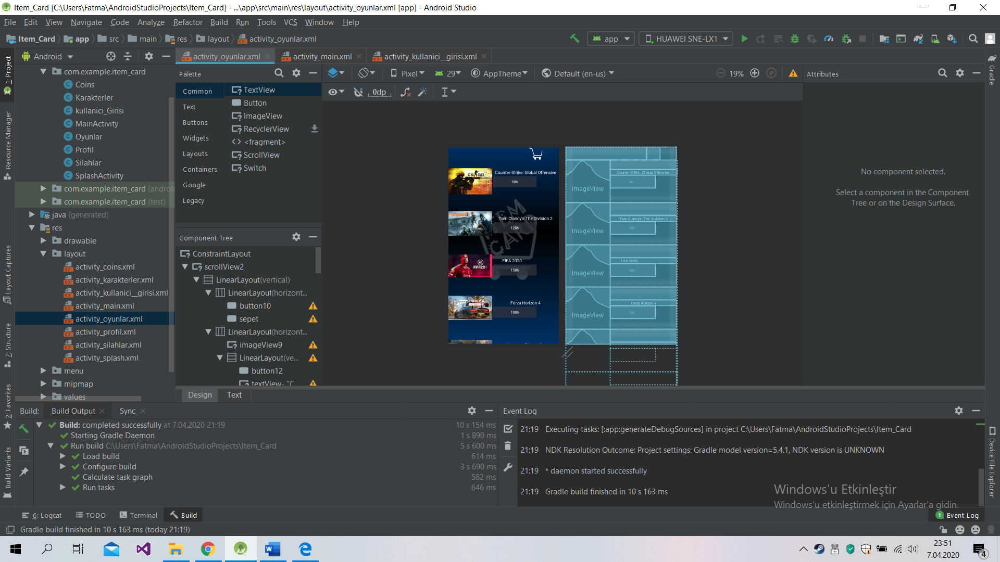 Item_Card [C:\Users\Fatma\AndroidStudioProjects\Item_Card] - ...\app\src\main\res\layout\activity_oyunlar.xml [app] - Android Studio
File Edit View Navigate Code Analyze Refactor Build Run Tools VCS Window Help
Item_Card app src main res layout activity_oyunlar.xml
app HUAWEI SNE-LX1
1: Project
Resource Manager
Layout Captures
7: Structure
2: Favorites
Build Variants
Android
com.example.item_card
Coins
Karakterler
kullanici_Girisi
MainActivity
Oyunlar
Profil
Silahlar
SplashActivity
com.example.item_card (androi
com.example.item_card (test)
java (generated)
res
drawable
layout
activity_coins.xml
activity_karakterler.xml
activity_kullanici__girisi.xml
activity_main.xml
activity_oyunlar.xml
activity_profil.xml
activity_silahlar.xml
activity_splash.xml
menu
mipmap
values
activity_oyunlar.xml activity_main.xml activity_kullanici__girisi.xml
Palette
Common
Text
Buttons
Widgets
Layouts
Containers
Google
Legacy
TextView
Button
ImageView
RecyclerView
<fragment>
ScrollView
Switch
Component Tree
ConstraintLayout
scrollView2
LinearLayout(vertical)
LinearLayout(horizont...
button10
sepet
LinearLayout(horizont...
imageView9
LinearLayout(ve...
button12
textView- "C
Design Text
Pixel 29 AppTheme Default (en-us) 19%
0dp
CS:GO
Counter-Strike: Global Offensive
50₺
DIVISION 2
Tom Clancy's The Division 2
120₺
ITEM CARD
FIFA20
FIFA 2020
150₺
FORZA HORIZON 4
Forza Horizon 4
100₺
Counter-Strike: Global Offensive
ImageView
Tom Clancy's The Division 2
ImageView
FIFA 2020
ImageView
Forza Horizon 4
ImageView
Attributes
No component selected.
Select a component in the Component
Tree or on the Design Surface.
Gradle
Device File Explorer
Build: Build Output Sync
Build: completed successfully at 7.04.2020 21:19 10 s 154 ms
Starting Gradle Daemon 1 s 890 ms
Run build C:\Users\Fatma\AndroidStudioProjects\Item_Card 5 s 600 ms
Load build 614 ms
Configure build 3 s 690 ms
Calculate task graph 582 ms
Run tasks 646 ms
Event Log
21:19 Executing tasks: [:app:generateDebugSources] in project C:\Users\Fatma\AndroidStudioProjects\Item_Card
21:19 NDK Resolution Outcome: Project settings: Gradle model version=5.4.1, NDK version is UNKNOWN
21:19 * daemon started successfully
21:19 Gradle build finished in 10 s 163 ms
Windows'u Etkinleştir
Windows'u etkinleştirmek için Ayarlar'a gidin.
6: Logcat TODO Terminal Build
1 Event Log
Gradle build finished in 10 s 163 ms (today 21:19)
23:51
7.04.2020
4